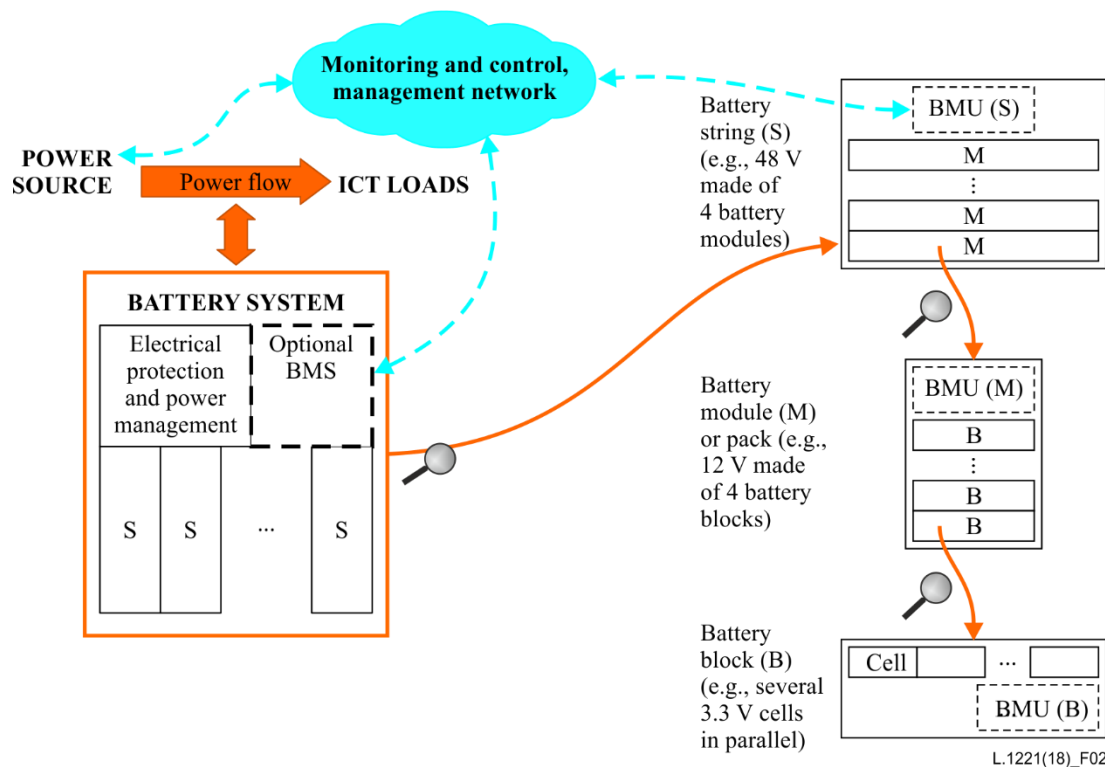 Monitoring and control,
management network
POWER
SOURCE
Power flow
ICT LOADS
BATTERY SYSTEM
Electrical
protection
and power
management
Optional
BMS
S
S
...
S
Battery
string (S)
(e.g., 48 V
made of
4 battery
modules)
BMU (S)
M
⋮
M
M
Battery
module (M)
or pack (e.g.,
12 V made
of 4 battery
blocks)
BMU (M)
B
⋮
B
B
Battery
block (B)
(e.g., several
3.3 V cells
in parallel)
Cell
...
BMU (B)
L.1221(18)_F02